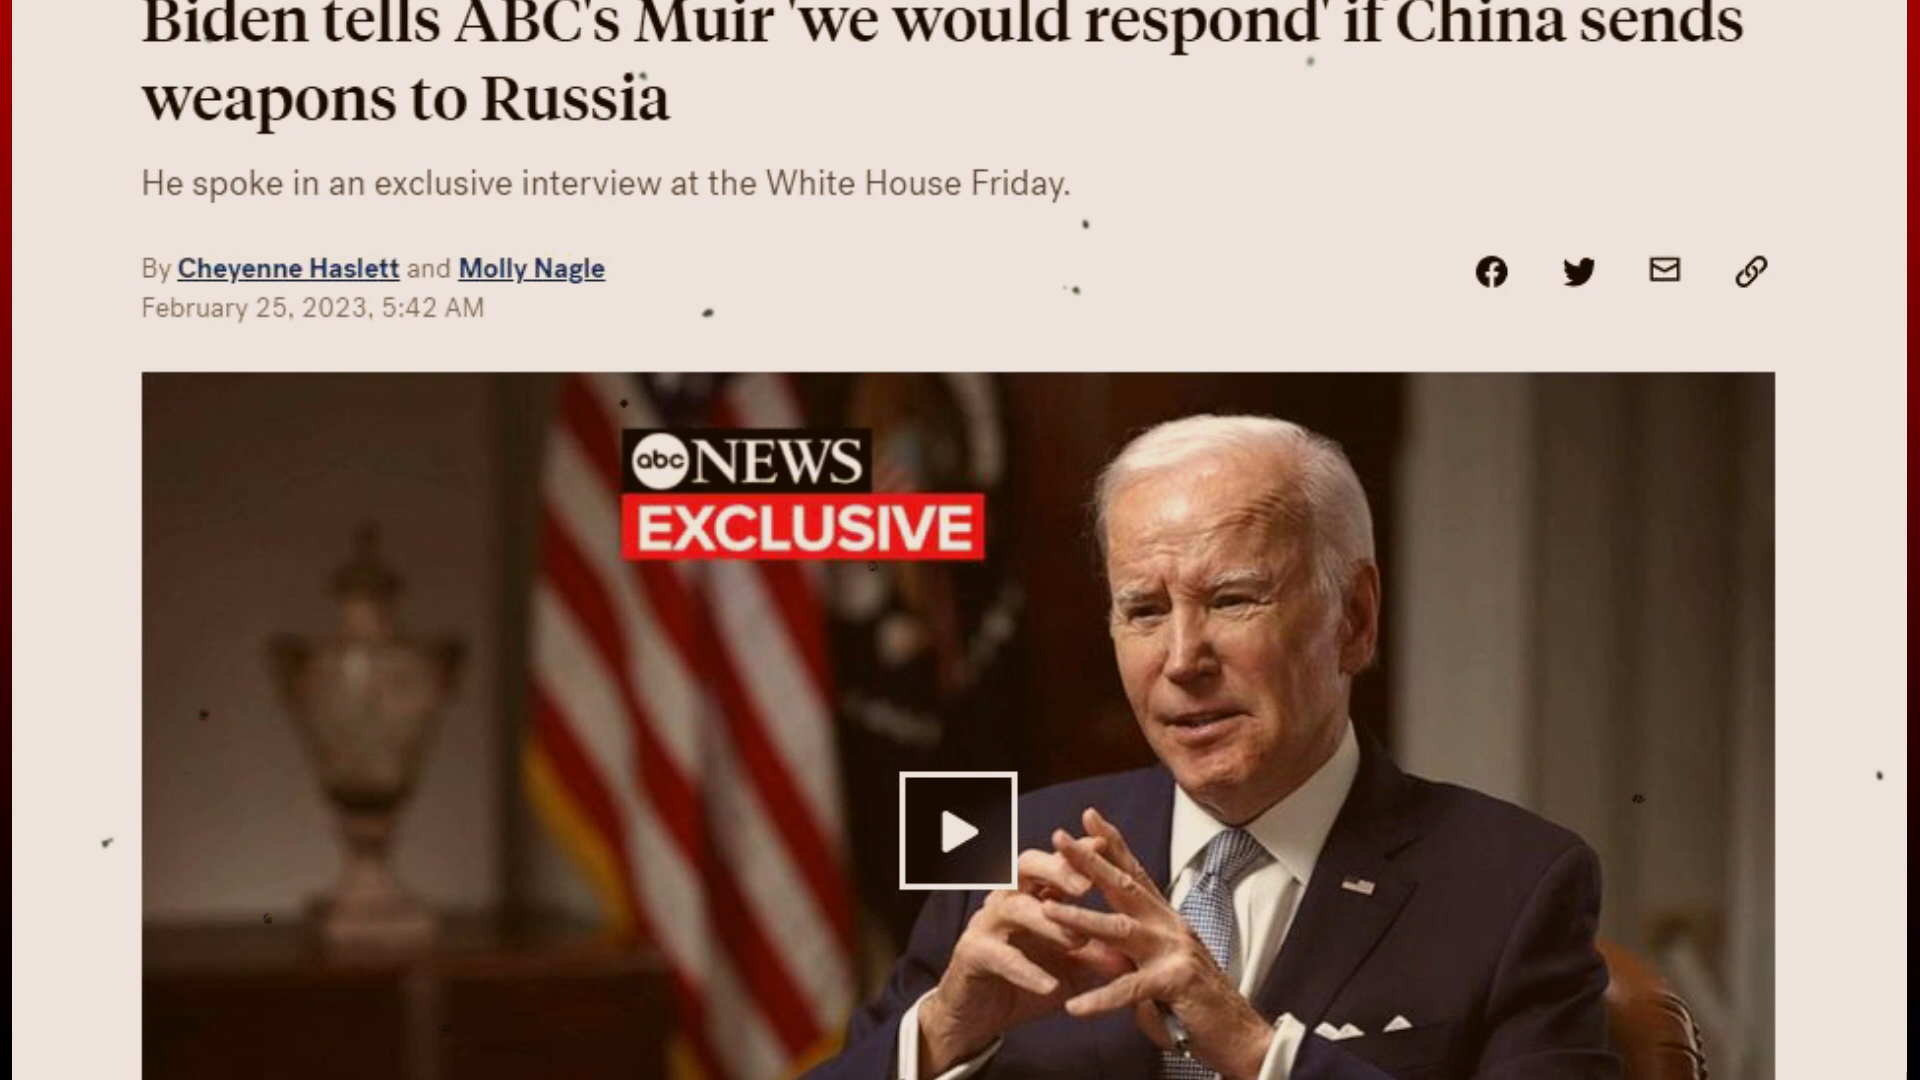 Biden tells ABC's Muir 'we would respond' if China sends
weapons to Russia
He spoke in an exclusive interview at the White House Friday.
By Cheyenne Haslett and Molly Nagle
February 25, 2023, 5:42 AM
abc NEWS
EXCLUSIVE